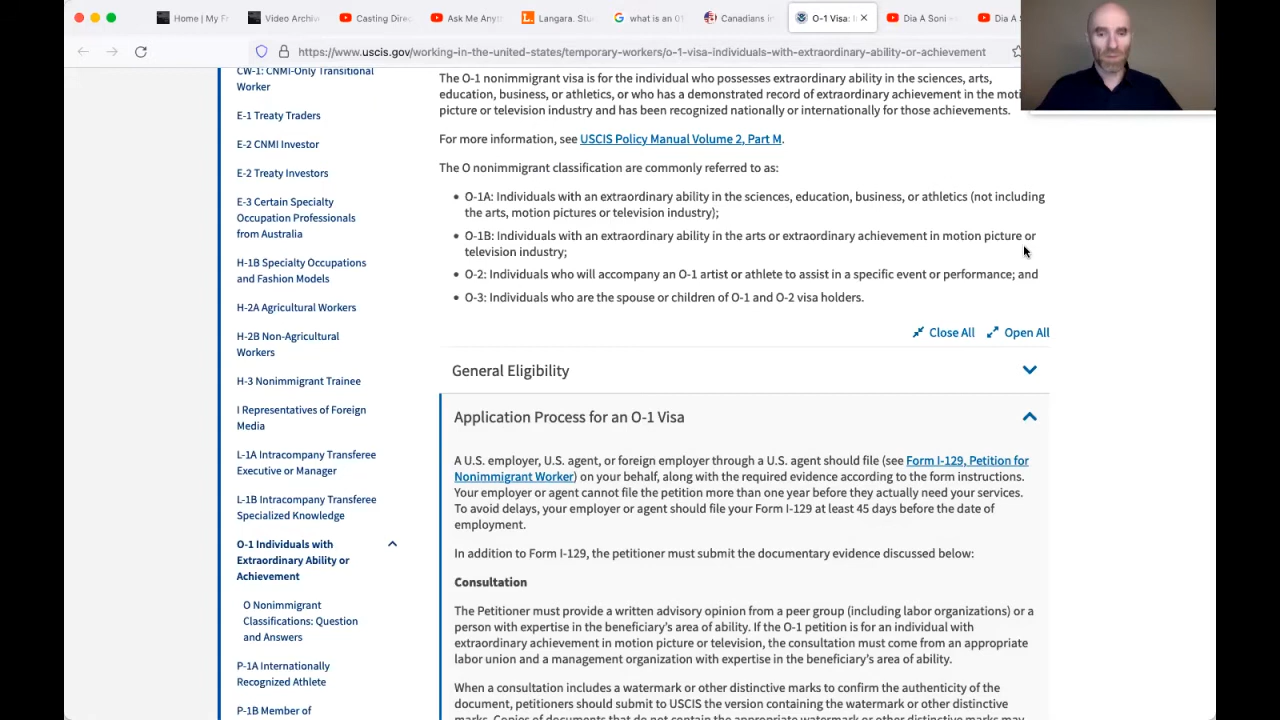 Home | My Fr
Video Archiv
Casting Direc
Ask Me Anyt
Langara. Stu
what is an 01
Canadians in
O-1 Visa: I
Dia A Soni
Dia A S
https://www.uscis.gov/working-in-the-united-states/temporary-workers/o-1-visa-individuals-with-extraordinary-ability-or-achievement
CW-1: CNMI-Only Transitional
Worker
E-1 Treaty Traders
E-2 CNMI Investor
E-2 Treaty Investors
E-3 Certain Specialty
Occupation Professionals
from Australia
H-1B Specialty Occupations
and Fashion Models
H-2A Agricultural Workers
H-2B Non-Agricultural
Workers
H-3 Nonimmigrant Trainee
I Representatives of Foreign
Media
L-1A Intracompany Transferee
Executive or Manager
L-1B Intracompany Transferee
Specialized Knowledge
O-1 Individuals with
Extraordinary Ability or
Achievement
O Nonimmigrant
Classifications: Question
and Answers
P-1A Internationally
Recognized Athlete
P-1B Member of
The O-1 nonimmigrant visa is for the individual who possesses extraordinary ability in the sciences, arts,
education, business, or athletics, or who has a demonstrated record of extraordinary achievement in the moti
picture or television industry and has been recognized nationally or internationally for those achievements.
For more information, see USCIS Policy Manual Volume 2, Part M.
The O nonimmigrant classification are commonly referred to as:
• O-1A: Individuals with an extraordinary ability in the sciences, education, business, or athletics (not including
the arts, motion pictures or television industry);
• O-1B: Individuals with an extraordinary ability in the arts or extraordinary achievement in motion picture or
television industry;
• O-2: Individuals who will accompany an O-1 artist or athlete to assist in a specific event or performance; and
• O-3: Individuals who are the spouse or children of O-1 and O-2 visa holders.
Close All Open All
General Eligibility
Application Process for an O-1 Visa
A U.S. employer, U.S. agent, or foreign employer through a U.S. agent should file (see Form I-129, Petition for
Nonimmigrant Worker) on your behalf, along with the required evidence according to the form instructions.
Your employer or agent cannot file the petition more than one year before they actually need your services.
To avoid delays, your employer or agent should file your Form I-129 at least 45 days before the date of
employment.
In addition to Form I-129, the petitioner must submit the documentary evidence discussed below:
Consultation
The Petitioner must provide a written advisory opinion from a peer group (including labor organizations) or a
person with expertise in the beneficiary's area of ability. If the O-1 petition is for an individual with
extraordinary achievement in motion picture or television, the consultation must come from an appropriate
labor union and a management organization with expertise in the beneficiary's area of ability.
When a consultation includes a watermark or other distinctive marks to confirm the authenticity of the
document, petitioners should submit to USCIS the version containing the watermark or other distinctive
marks. Copies of documents that do not contain the appropriate watermark or other distinctive marks may